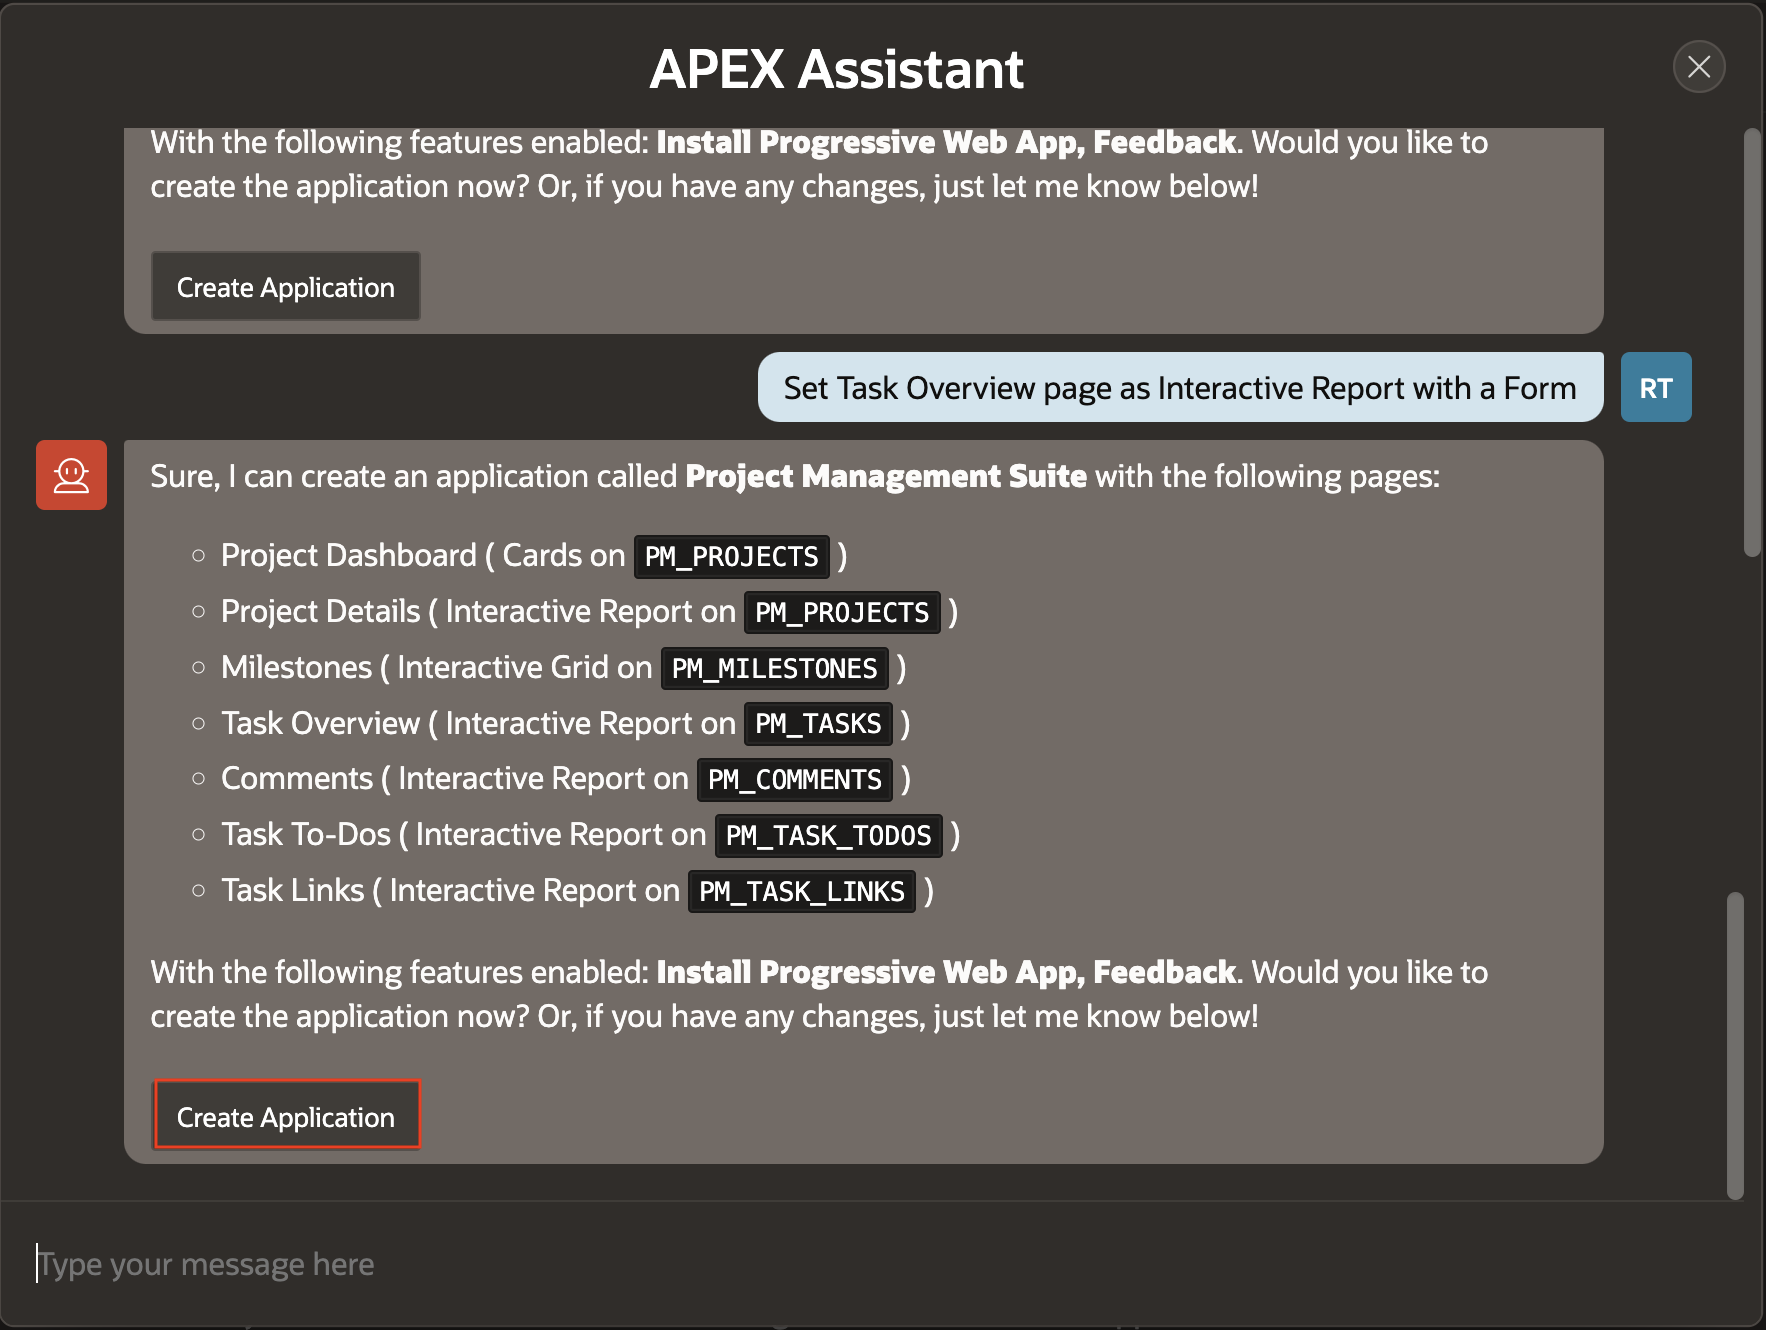 APEX Assistant
With the following features enabled: Install Progressive Web App, Feedback. Would you like to
create the application now? Or, if you have any changes, just let me know below!
Create Application
Set Task Overview page as Interactive Report with a Form
RT
Sure, I can create an application called Project Management Suite with the following pages:
Project Dashboard ( Cards on PM_PROJECTS )
Project Details ( Interactive Report on PM_PROJECTS )
Milestones ( Interactive Grid on PM_MILESTONES )
Task Overview ( Interactive Report on PM_TASKS )
Comments ( Interactive Report on PM_COMMENTS )
Task To-Dos ( Interactive Report on PM_TASK_TODOS )
Task Links ( Interactive Report on PM_TASK_LINKS )
With the following features enabled: Install Progressive Web App, Feedback. Would you like to
create the application now? Or, if you have any changes, just let me know below!
Create Application
Type your message here